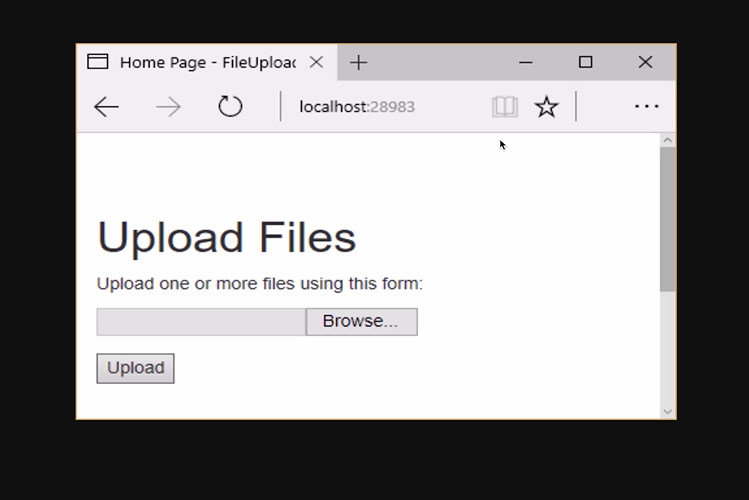 Home Page - FileUploac
localhost:28983
Upload Files
Upload one or more files using this form:
Browse...
Upload